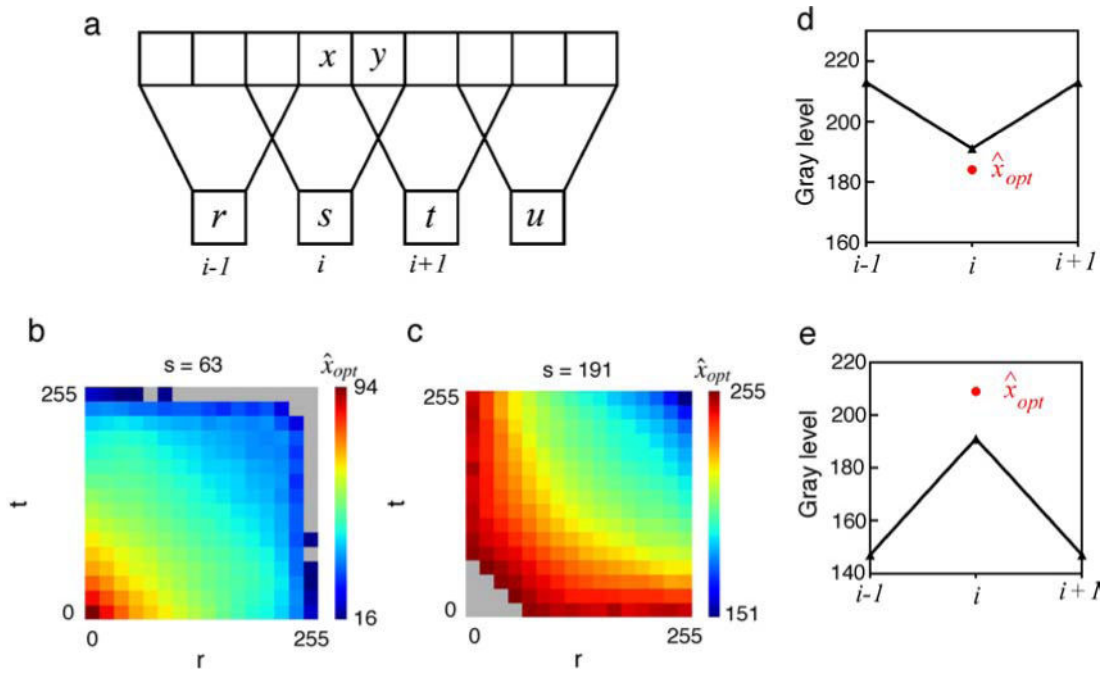 a
x y
r s t u
i-1 i i+1
b
s = 63
x̂opt
255
94
t
0
16
0 255
r
c
s = 191
x̂opt
255
255
t
0
151
0 255
r
d
220
200
180
160
Gray level
x̂opt
i-1 i i+1
e
220
200
180
160
140
Gray level
x̂opt
i-1 i i+1